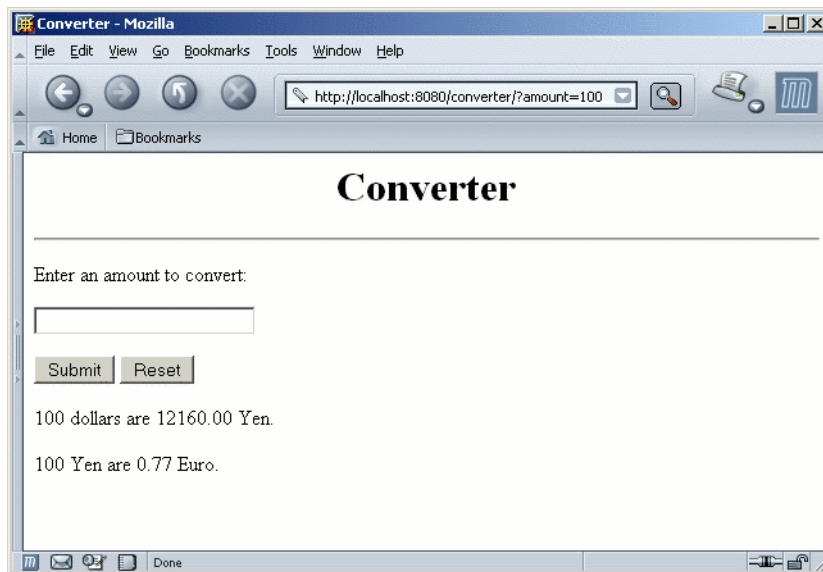 Converter - Mozilla
File Edit View Go Bookmarks Tools Window Help
http://localhost:8080/converter/?amount=100
Home Bookmarks
Converter
Enter an amount to convert:
Submit Reset
100 dollars are 12160.00 Yen.
100 Yen are 0.77 Euro.
Done